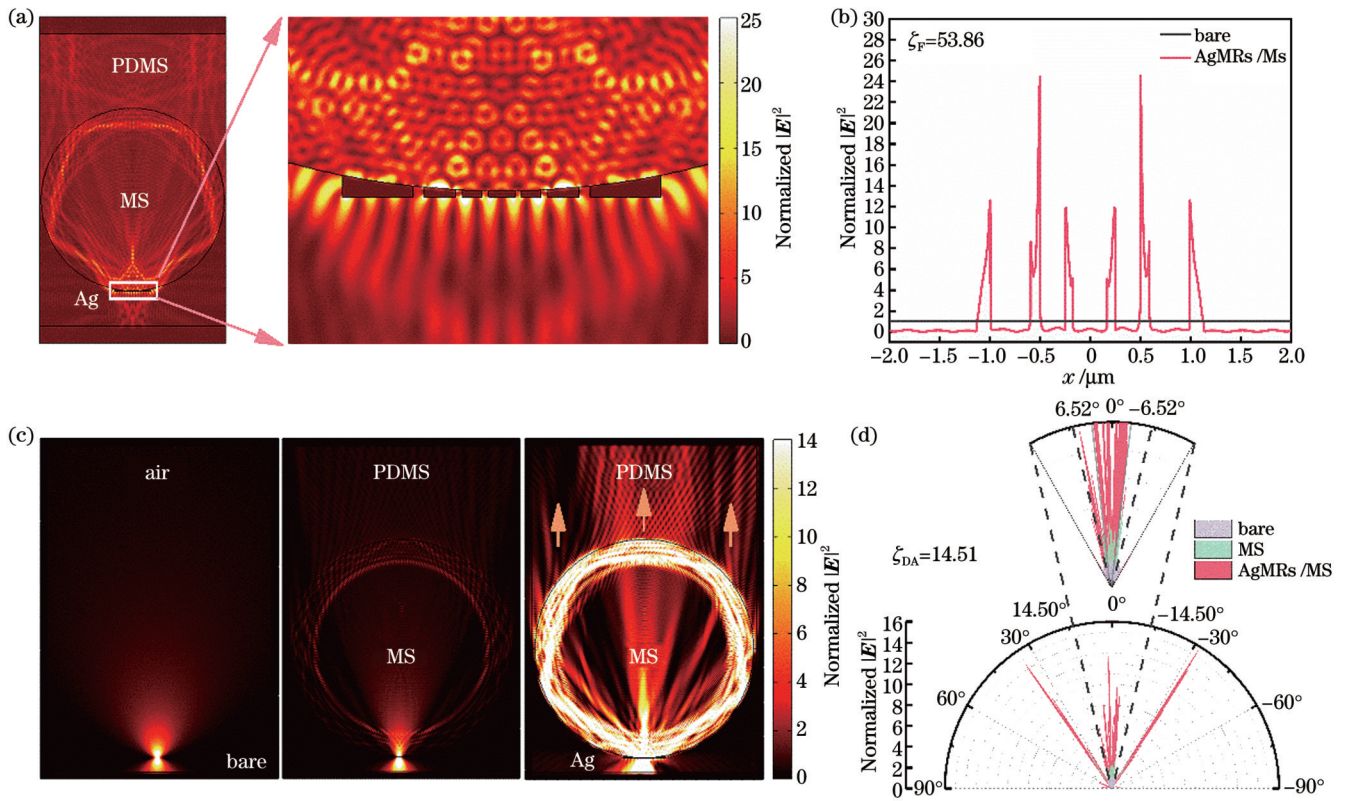 (a)
PDMS
MS
Ag
25
20
15
10
5
0
Normalized |E|²
(b)
30
28
26
24
22
20
18
16
14
12
10
8
6
4
2
0
Normalized |E|²
ζF=53.86
bare
AgMRs /Ms
−2.0 −1.5 −1.0 −0.5 0 0.5 1.0 1.5 2.0
x /μm
(c)
air
bare
PDMS
MS
PDMS
MS
Ag
14
12
10
8
6
4
2
0
Normalized |E|²
(d)
6.52° 0° −6.52°
ζDA=14.51
bare
MS
AgMRs /MS
14.50° 0° −14.50°
30° −30°
60° −60°
90° −90°
16
14
12
10
8
6
4
2
0
Normalized |E|²